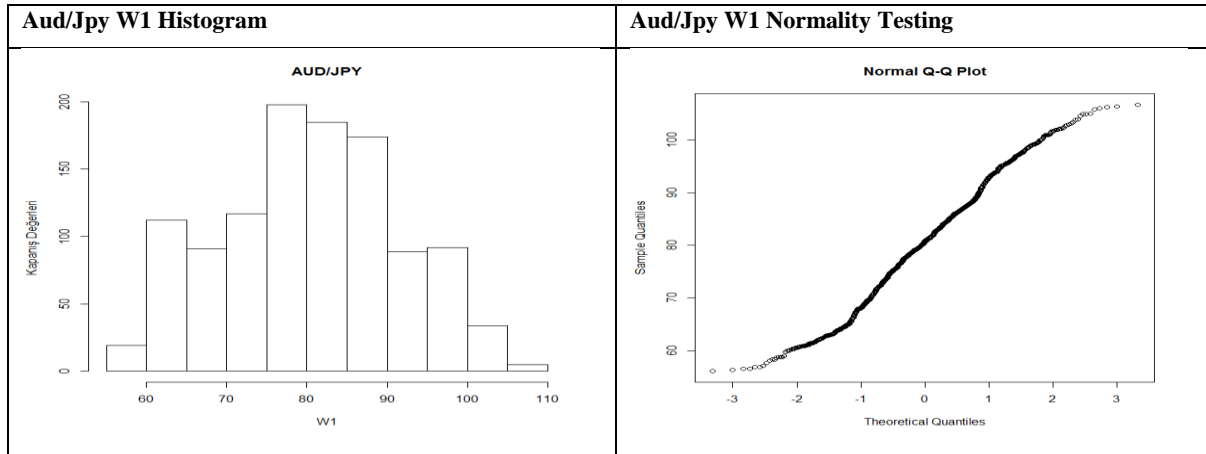 Aud/Jpy W1 Histogram
Aud/Jpy W1 Normality Testing
AUD/JPY
Kapanış Değerleri
200
150
100
50
0
60 70 80 90 100 110
W1
Normal Q-Q Plot
Sample Quantiles
100
90
80
70
60
-3 -2 -1 0 1 2 3
Theoretical Quantiles